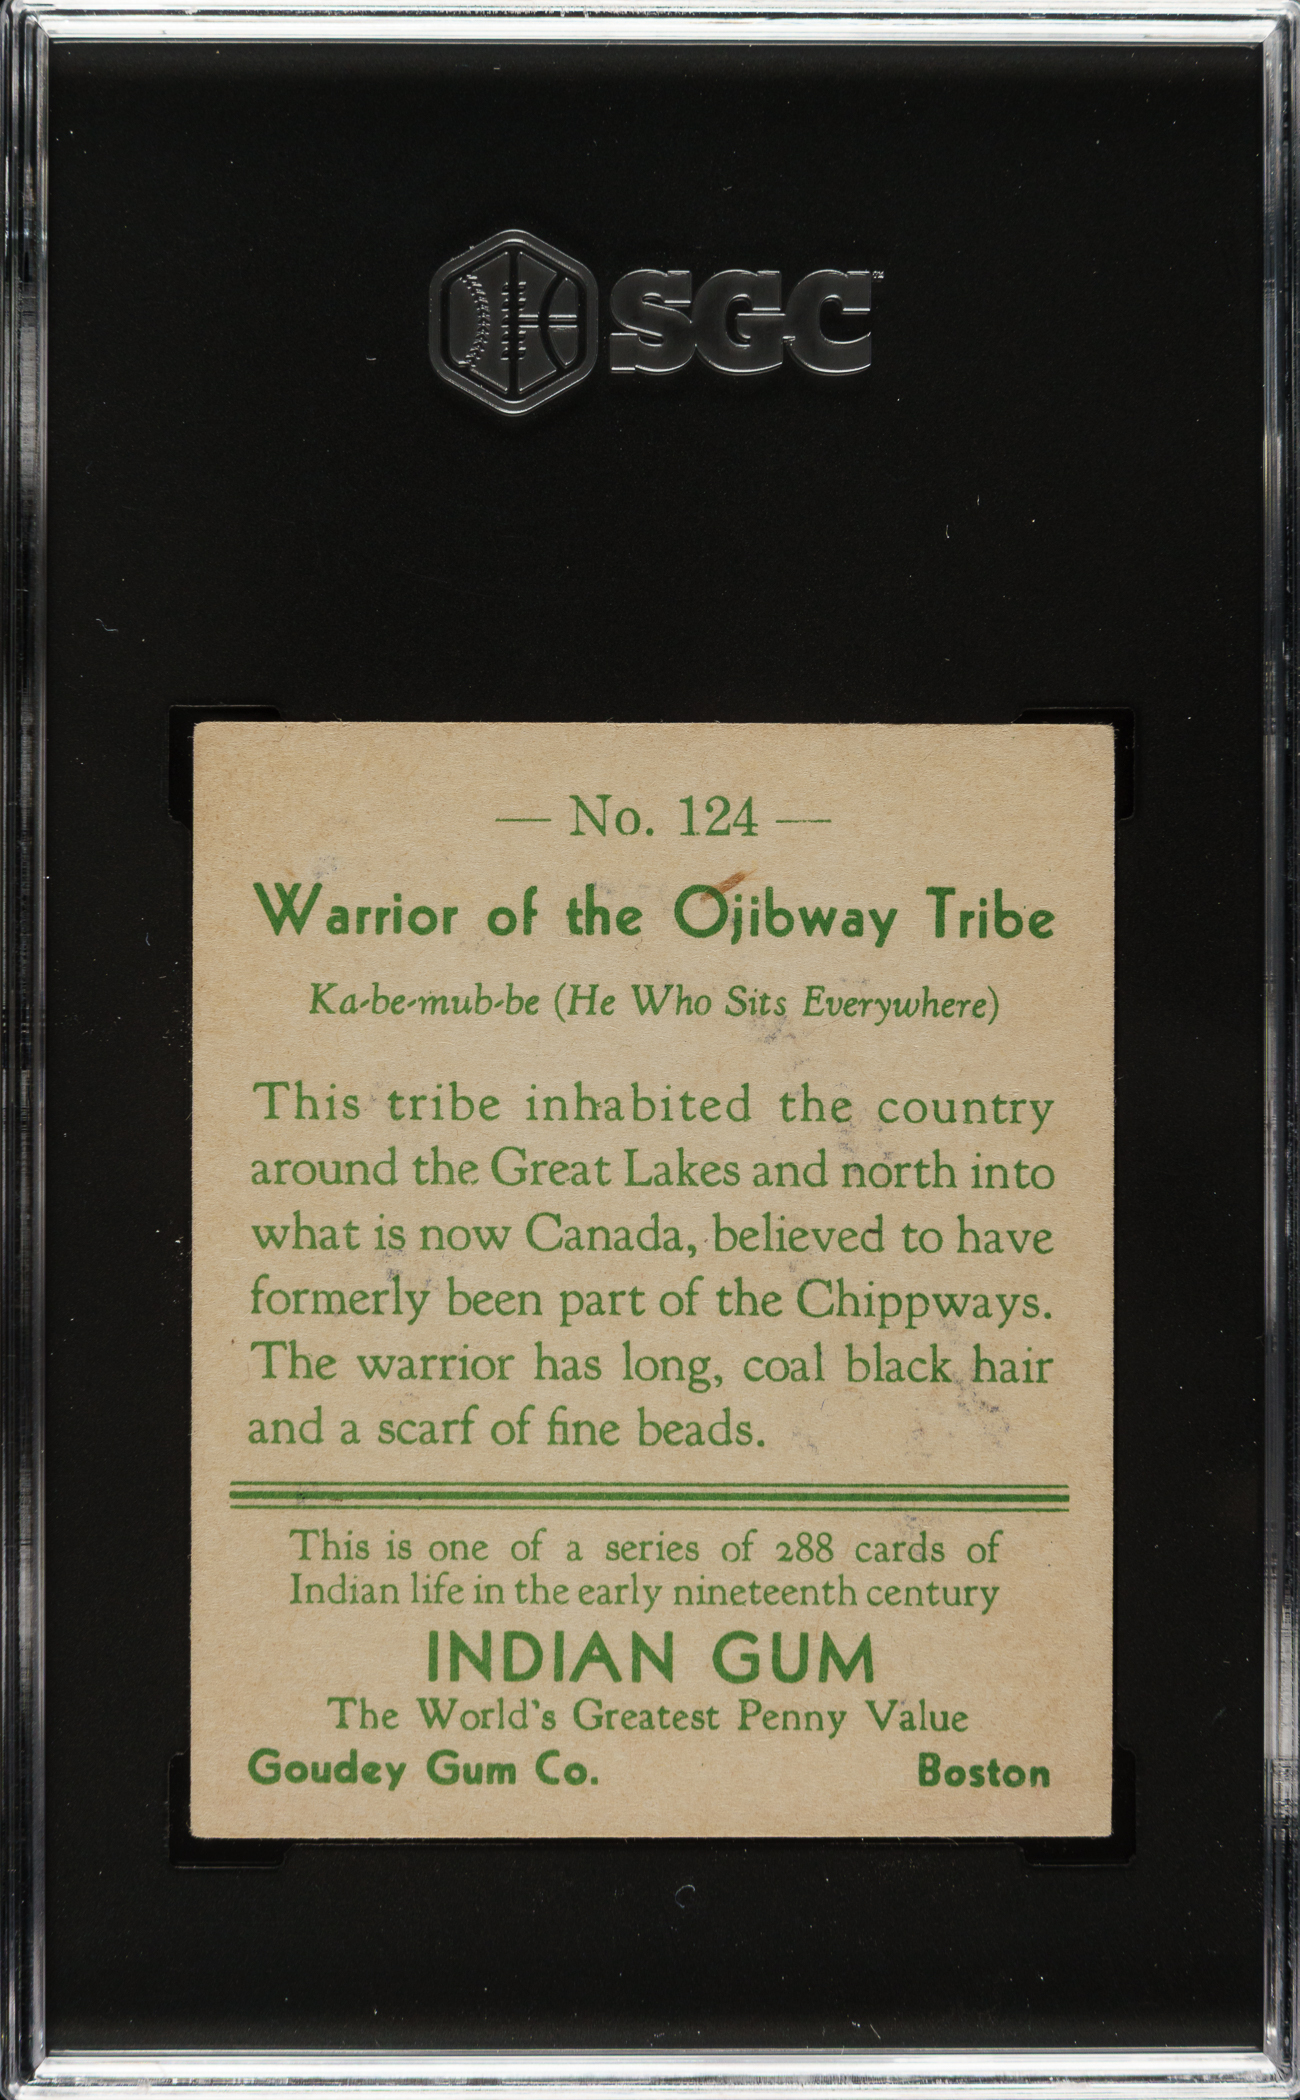 SGC™
— No. 124 —
Warrior of the Ojibway Tribe
Ka-be-mub-be (He Who Sits Everywhere)
This tribe inhabited the country
around the Great Lakes and north into
what is now Canada, believed to have
formerly been part of the Chippways.
The warrior has long, coal black hair
and a scarf of fine beads.
This is one of a series of 288 cards of
Indian life in the early nineteenth century
INDIAN GUM
The World's Greatest Penny Value
Goudey Gum Co. Boston